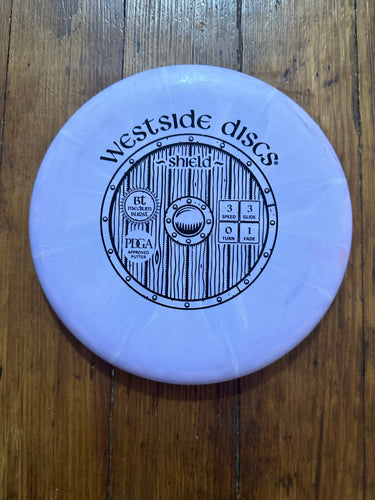 Westside discs
~shield~
BT
MEDIUM
BURST
PDGA
APPROVED
PUTTER
3 3
SPEED GLIDE
0 1
TURN FADE